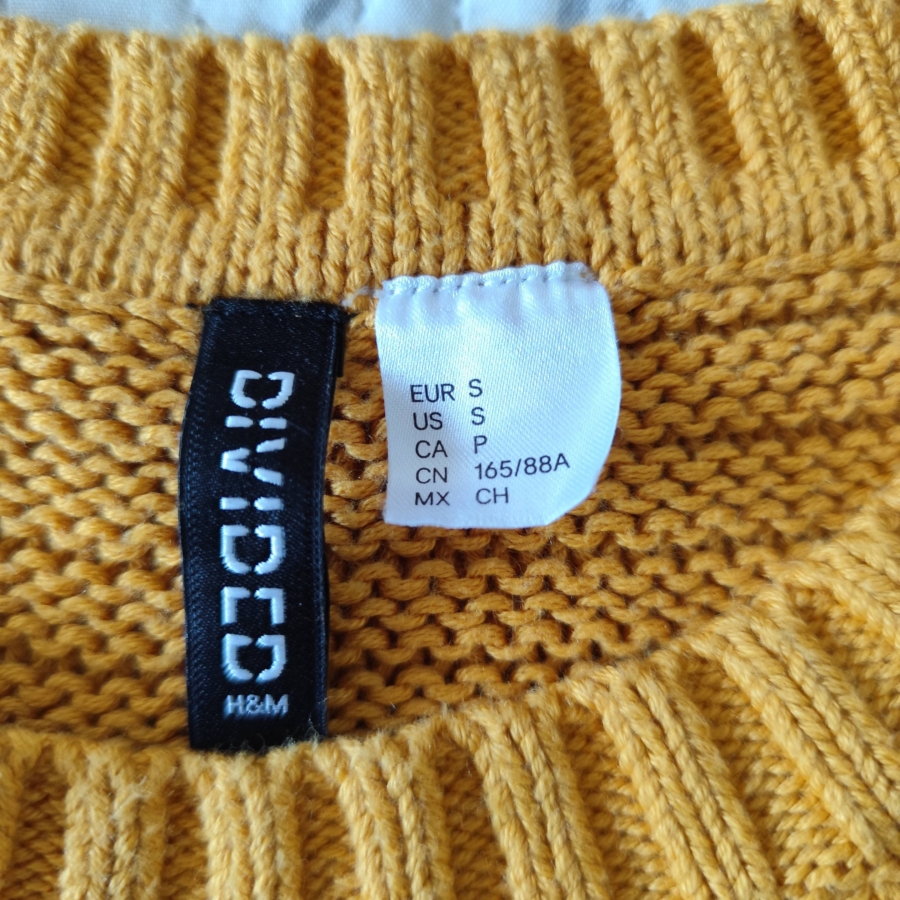 DIVIDED
H&M
EUR S
US S
CA P
CN 165/88A
MX CH